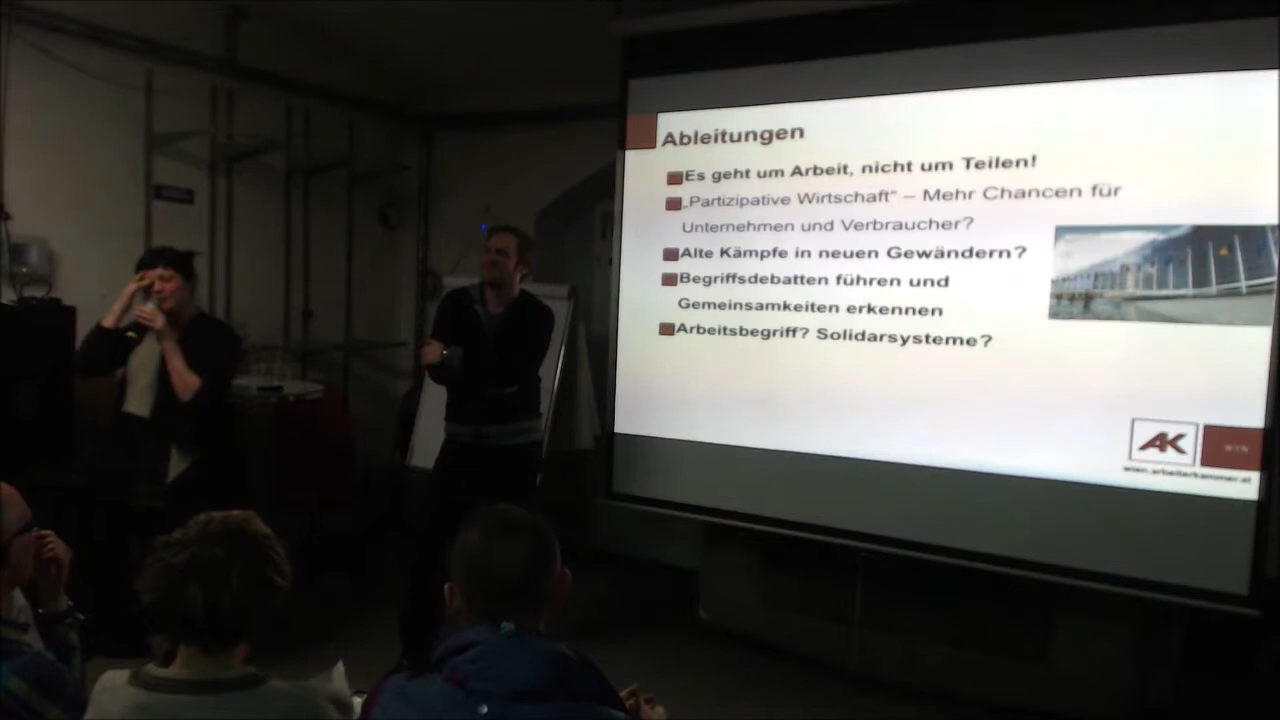 Ableitungen
Es geht um Arbeit, nicht um Teilen!
„Partizipative Wirtschaft“ – Mehr Chancen für
Unternehmen und Verbraucher?
Alte Kämpfe in neuen Gewändern?
Begriffsdebatten führen und
Gemeinsamkeiten erkennen
Arbeitsbegriff? Solidarsysteme?
AK
WIEN
wien.arbeiterkammer.at